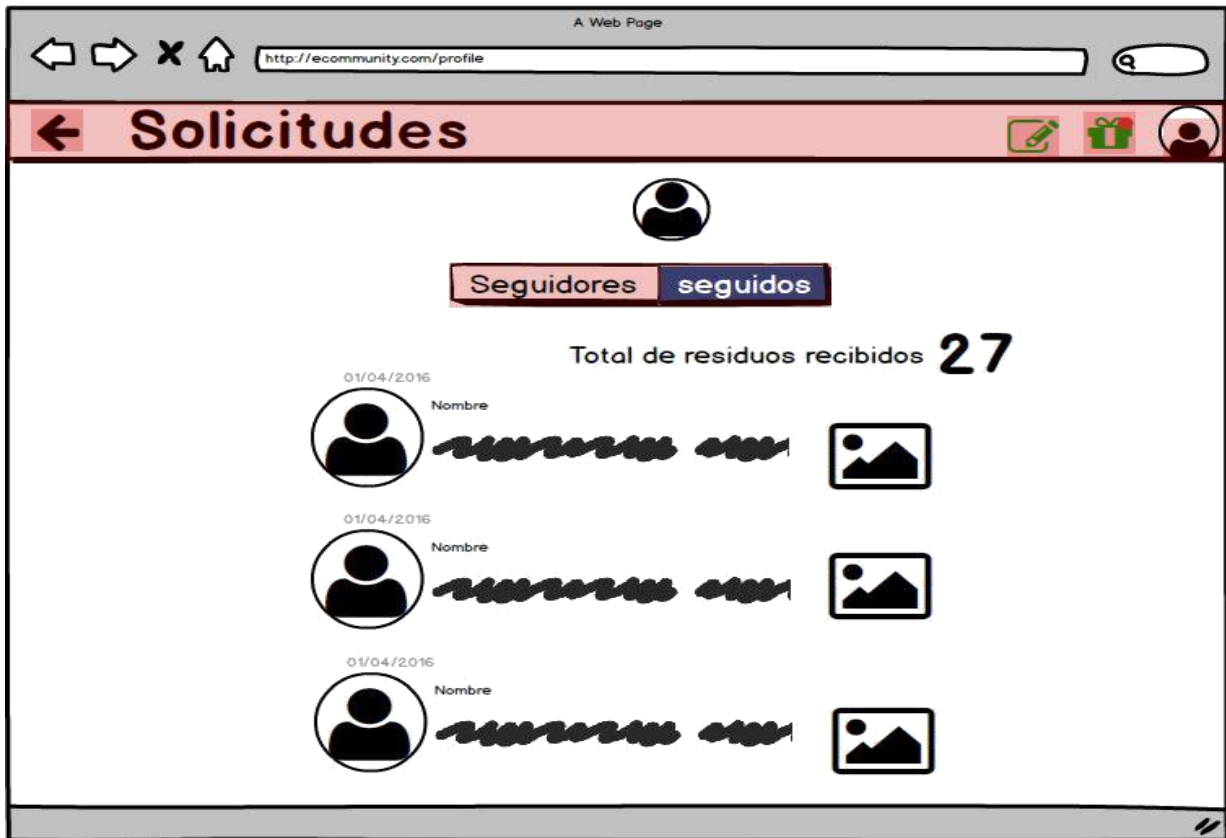 A Web Page
http://ecommunity.com/profile
Solicitudes
Seguidores seguidos
Total de residuos recibidos 27
01/04/2016
Nombre
01/04/2016
Nombre
01/04/2016
Nombre